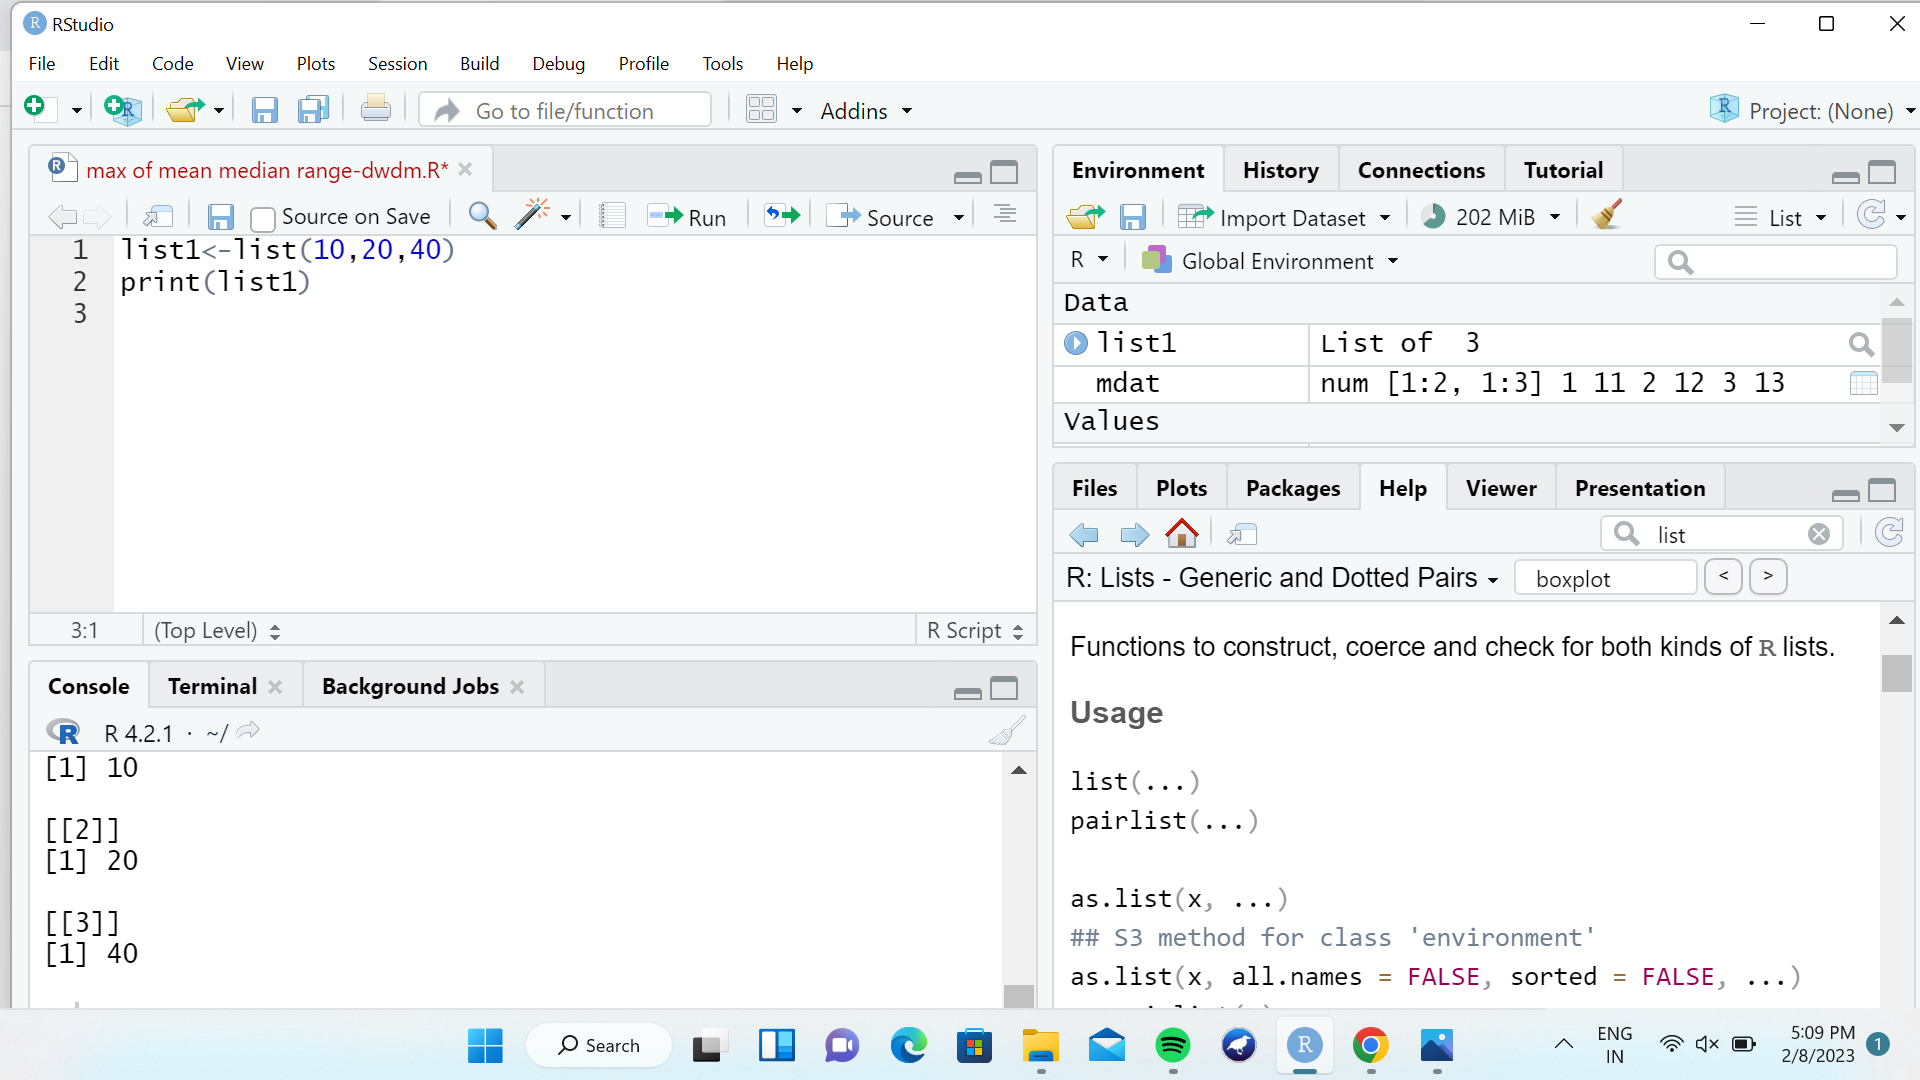 RStudio
File Edit Code View Plots Session Build Debug Profile Tools Help
Go to file/function Addins Project: (None)
max of mean median range-dwdm.R*
Source on Save Run Source
1 list1<-list(10,20,40)
2 print(list1)
3
3:1 (Top Level) R Script
Console Terminal Background Jobs
R 4.2.1 · ~/
[1] 10
[[2]]
[1] 20
[[3]]
[1] 40
Environment History Connections Tutorial
Import Dataset 202 MiB List
R Global Environment
Data
list1 List of  3
mdat num [1:2, 1:3] 1 11 2 12 3 13
Values
Files Plots Packages Help Viewer Presentation
list
R: Lists - Generic and Dotted Pairs boxplot < >
Functions to construct, coerce and check for both kinds of R lists.
Usage
list(...)
pairlist(...)
as.list(x, ...)
## S3 method for class 'environment'
as.list(x, all.names = FALSE, sorted = FALSE, ...)
Search
ENG
IN
5:09 PM
2/8/2023
1